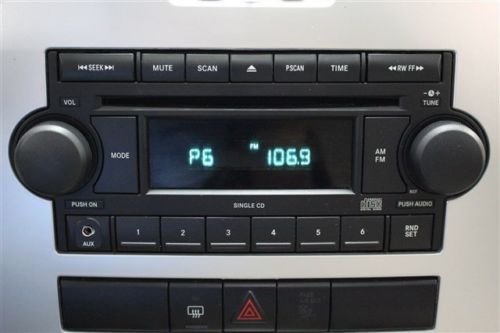 SEEK
MUTE
SCAN
P.SCAN
TIME
RW FF
VOL
TUNE
MODE
P6
FM
106.9
AM
FM
PUSH ON
SINGLE CD
PUSH AUDIO
AUX
1
2
3
4
5
6
RND
SET